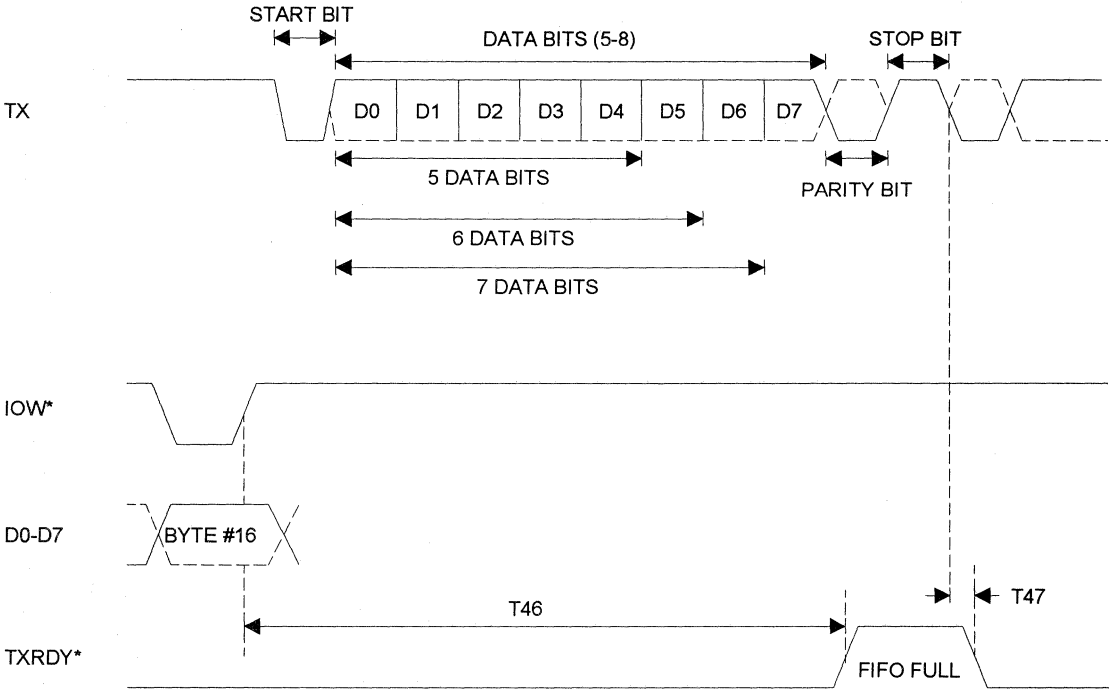 START BIT
DATA BITS (5-8)
STOP BIT
TX
D0 D1 D2 D3 D4 D5 D6 D7
5 DATA BITS
PARITY BIT
6 DATA BITS
7 DATA BITS
IOW*
D0-D7
BYTE #16
T46
T47
TXRDY*
FIFO FULL